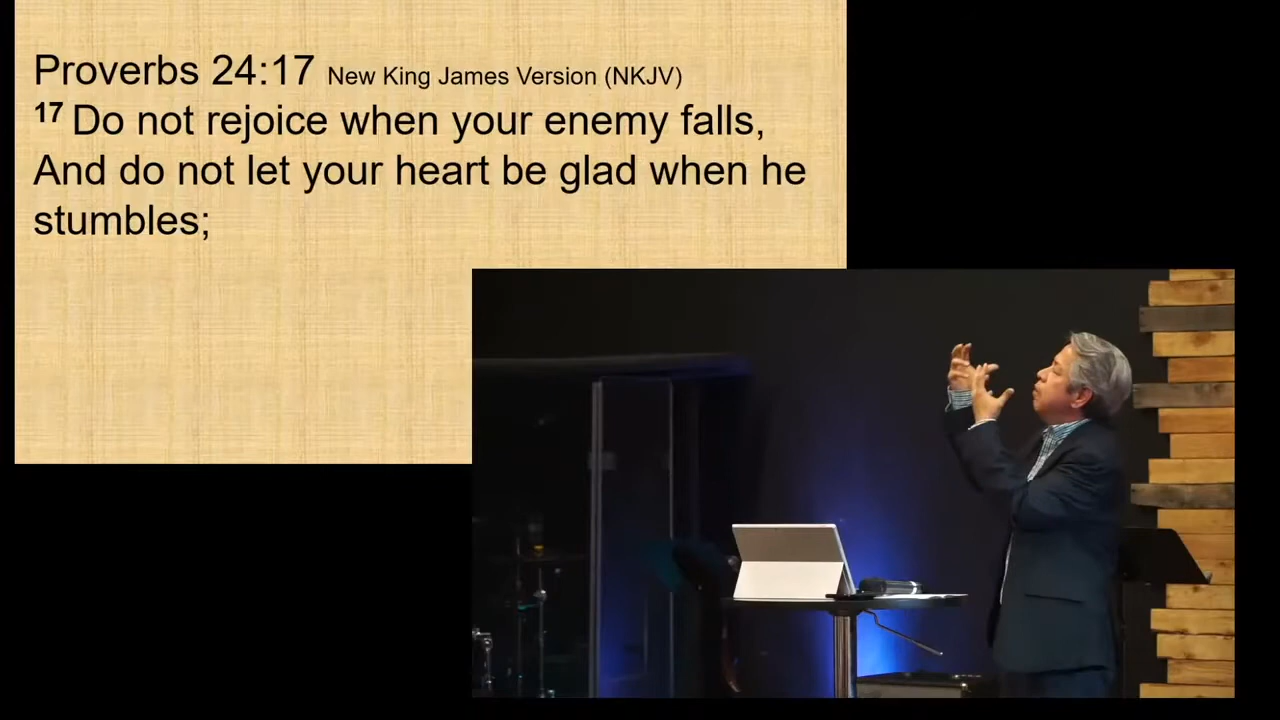 Proverbs 24:17 New King James Version (NKJV)
17 Do not rejoice when your enemy falls,
And do not let your heart be glad when he
stumbles;